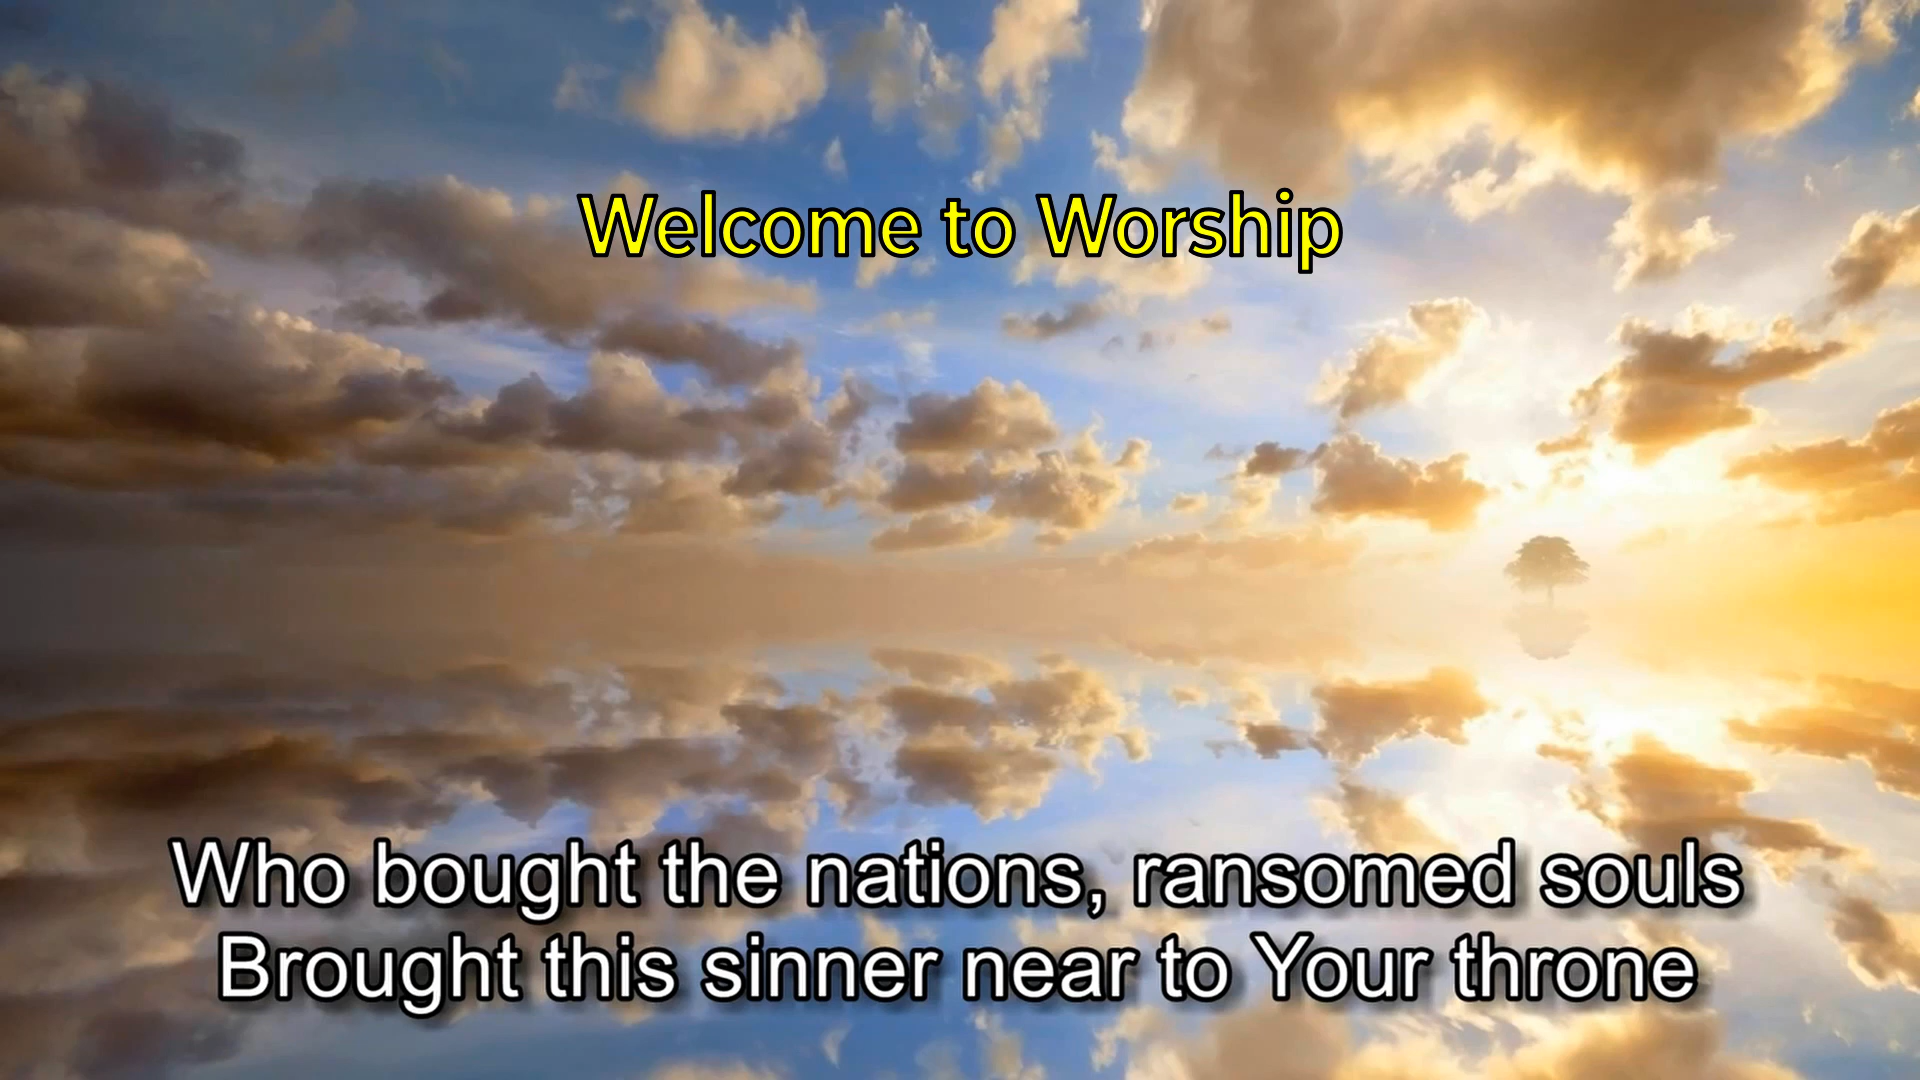 Welcome to Worship
Who bought the nations, ransomed souls
Brought this sinner near to Your throne